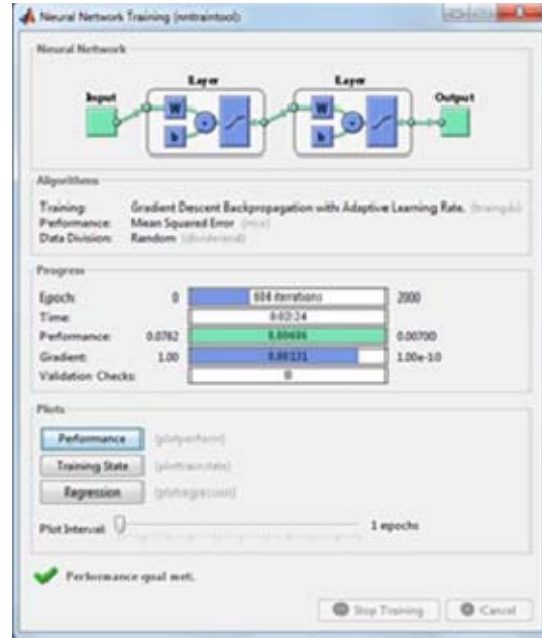 Neural Network Training (nntraintool)
Neural Network
Layer Layer
Input Output
W W
b b
Algorithms
Training: Gradient Descent Backpropagation with Adaptive Learning Rate.
Performance: Mean Squared Error (mse)
Data Division: Random (dividerand)
Progress
Epoch: 0 iterations 2000
Time:
Performance: 0.0762 0.00700
Gradient: 1.00 1.00e-10
Validation Checks: 0
Plots
Performance (plotperform)
Training State (plottrainstate)
Regression (plotregression)
Plot Interval: 1 epochs
Performance goal met.
Stop Training Cancel